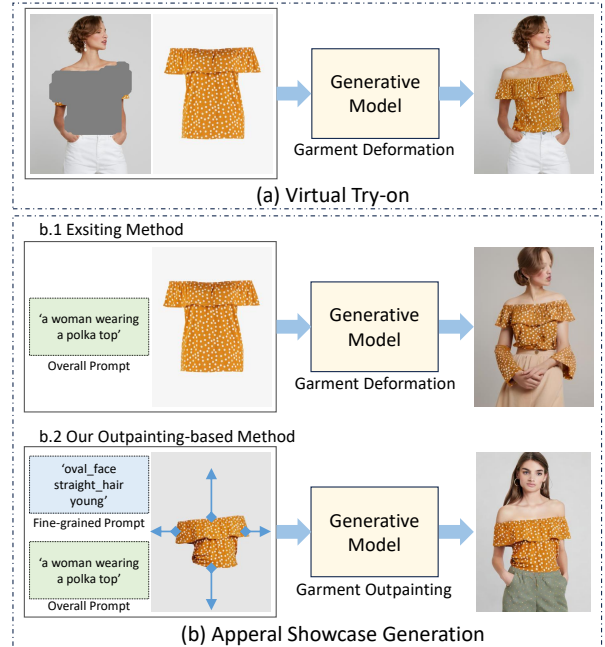 Generative
Model
Garment Deformation
(a) Virtual Try-on
b.1 Exsiting Method
'a woman wearing
a polka top'
Overall Prompt
Generative
Model
Garment Deformation
b.2 Our Outpainting-based Method
'oval_face
straight_hair
young'
Fine-grained Prompt
'a woman wearing
a polka top'
Overall Prompt
Generative
Model
Garment Outpainting
(b) Apperal Showcase Generation